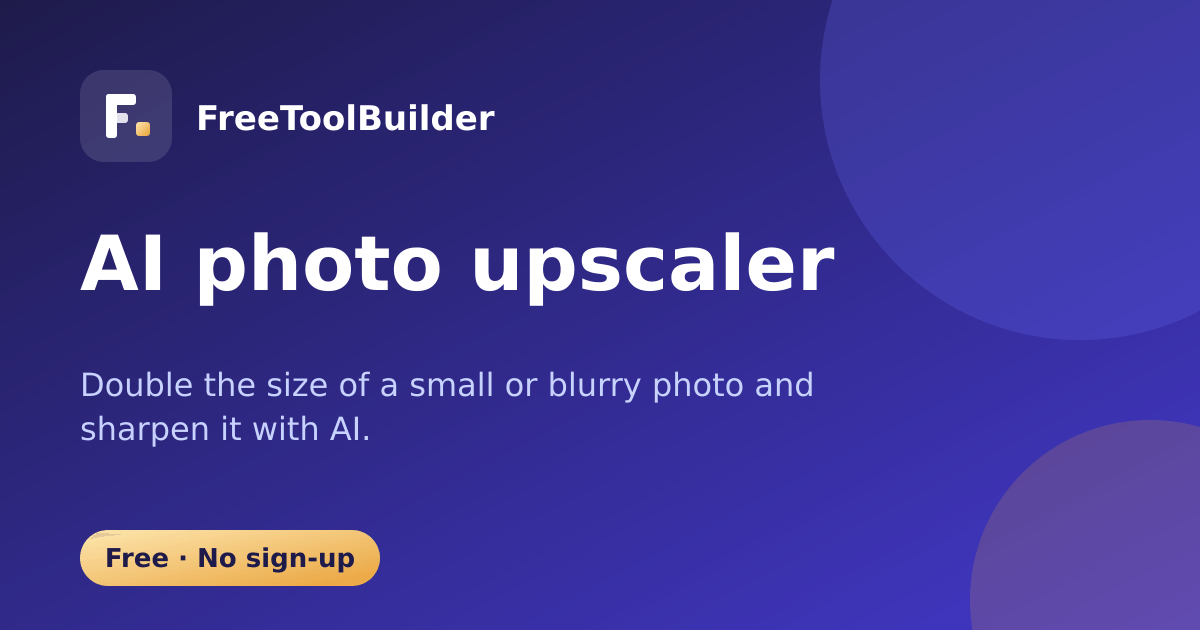 F.
FreeToolBuilder
AI photo upscaler
Double the size of a small or blurry photo and
sharpen it with AI.
Free · No sign-up